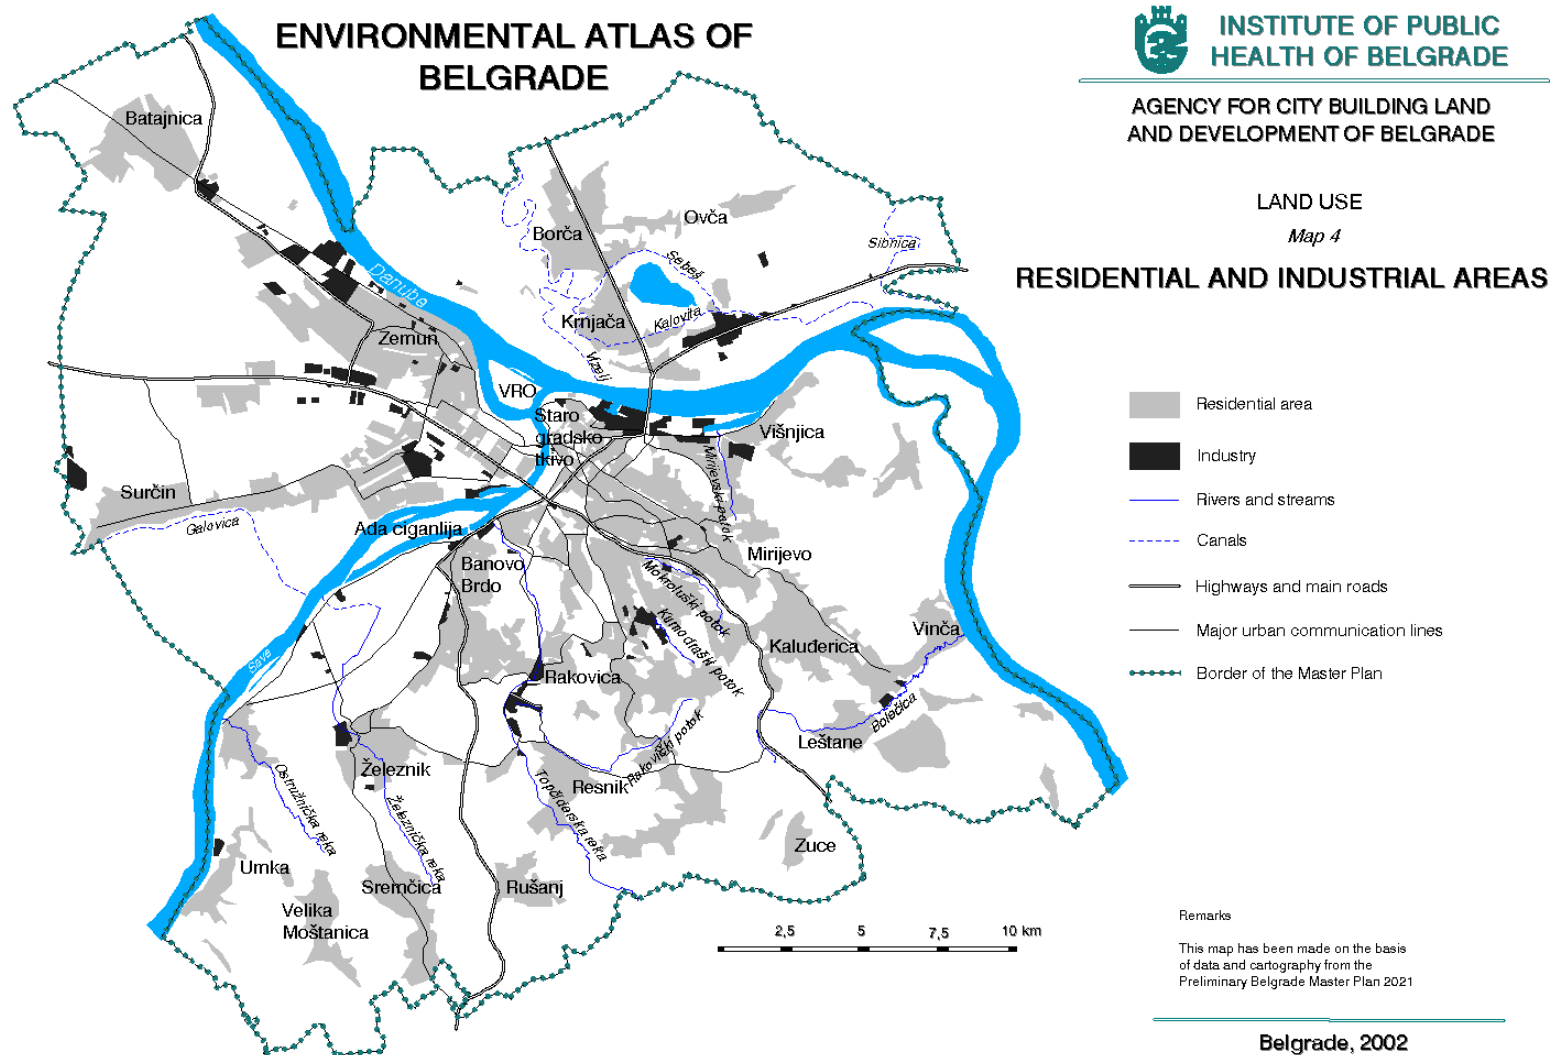 ENVIRONMENTAL ATLAS OF
BELGRADE
INSTITUTE OF PUBLIC
HEALTH OF BELGRADE
AGENCY FOR CITY BUILDING LAND
AND DEVELOPMENT OF BELGRADE
LAND USE
Map 4
RESIDENTIAL AND INDUSTRIAL AREAS
Residential area
Industry
Rivers and streams
Canals
Highways and main roads
Major urban communication lines
Border of the Master Plan
Batajnica
Ovča
Borča
Sibnica
Sebeš
Danube
Krnjača
Kalovita
Zemun
Vizelj
VRO
Staro
gradsko
tkivo
Višnjica
Mirijevski potok
Surčin
Galovica
Ada ciganlija
Banovo
Brdo
Mirijevo
Mokroluški potok
Kumodraški potok
Vinča
Kaluđerica
Save
Rakovica
Bolečica
Leštane
Rakovički potok
Železnik
Resnik
Ostružnička reka
Železnička reka
Topčiderska reka
Zuce
Umka
Sremčica
Rušanj
Velika
Moštanica
2,5 5 7,5 10 km
Remarks
This map has been made on the basis
of data and cartography from the
Preliminary Belgrade Master Plan 2021
Belgrade, 2002